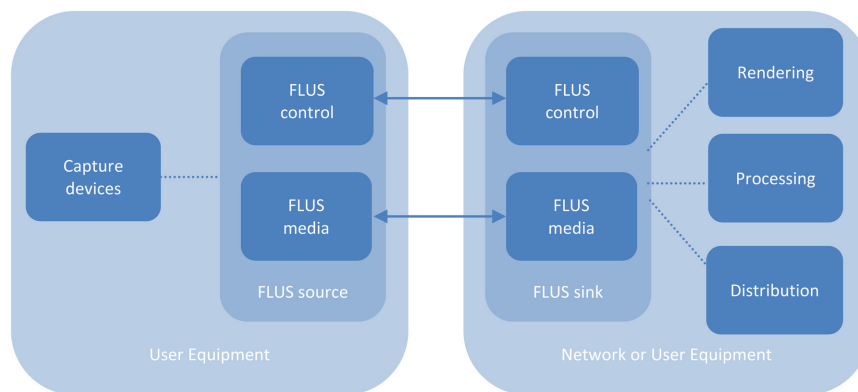 Capture
devices
FLUS
control
FLUS
media
FLUS source
User Equipment
FLUS
control
FLUS
media
FLUS sink
Rendering
Processing
Distribution
Network or User Equipment